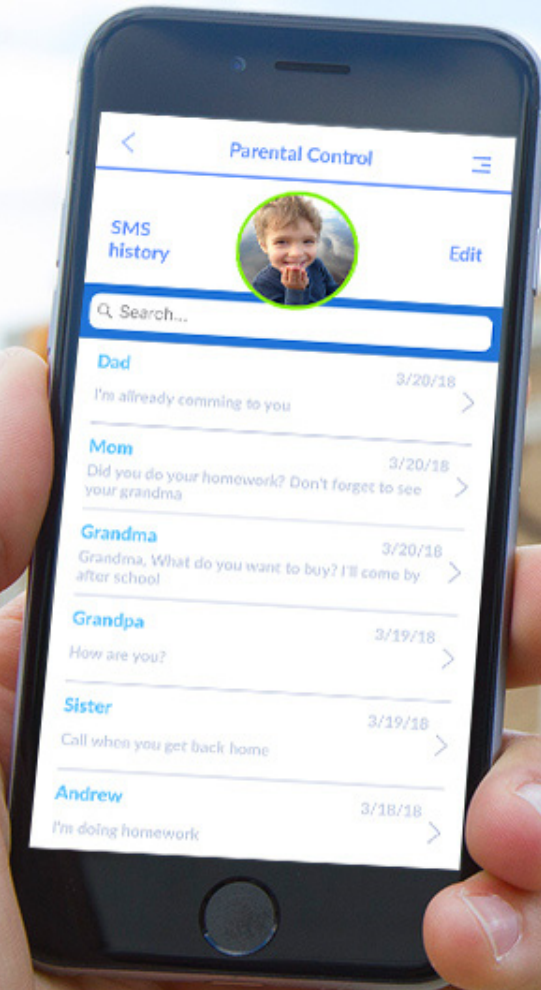 Parental Control
SMS
history
Edit
Search...
Dad
3/20/18
I'm allready comming to you
Mom
3/20/18
Did you do your homework? Don't forget to see
your grandma
Grandma
3/20/18
Grandma, What do you want to buy? I'll come by
after school
Grandpa
3/19/18
How are you?
Sister
3/19/18
Call when you get back home
Andrew
3/18/18
I'm doing homework